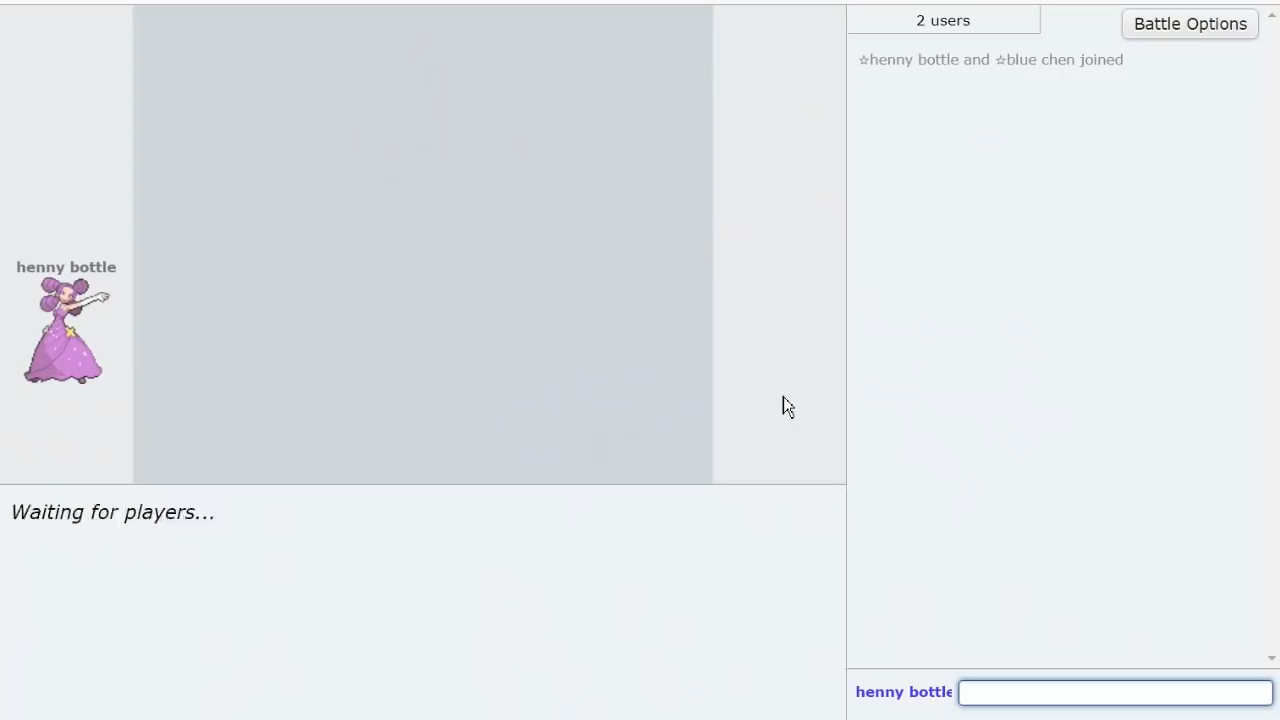 2 users
Battle Options
☆henny bottle and ☆blue chen joined
henny bottle
Waiting for players...
henny bottle